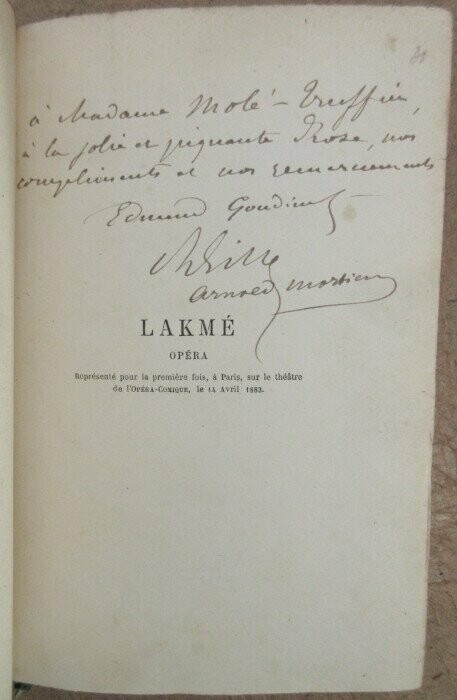 à Madame Molé-Truffier,
à la jolie et piquante Rose, nos
compliments et nos remerciements
Edmond Gondinet
Ph Gille
Arnold Mortier
LAKMÉ
OPÉRA
Représenté pour la première fois, à Paris, sur le théâtre
de l'OPÉRA-COMIQUE, le 14 Avril 1883.